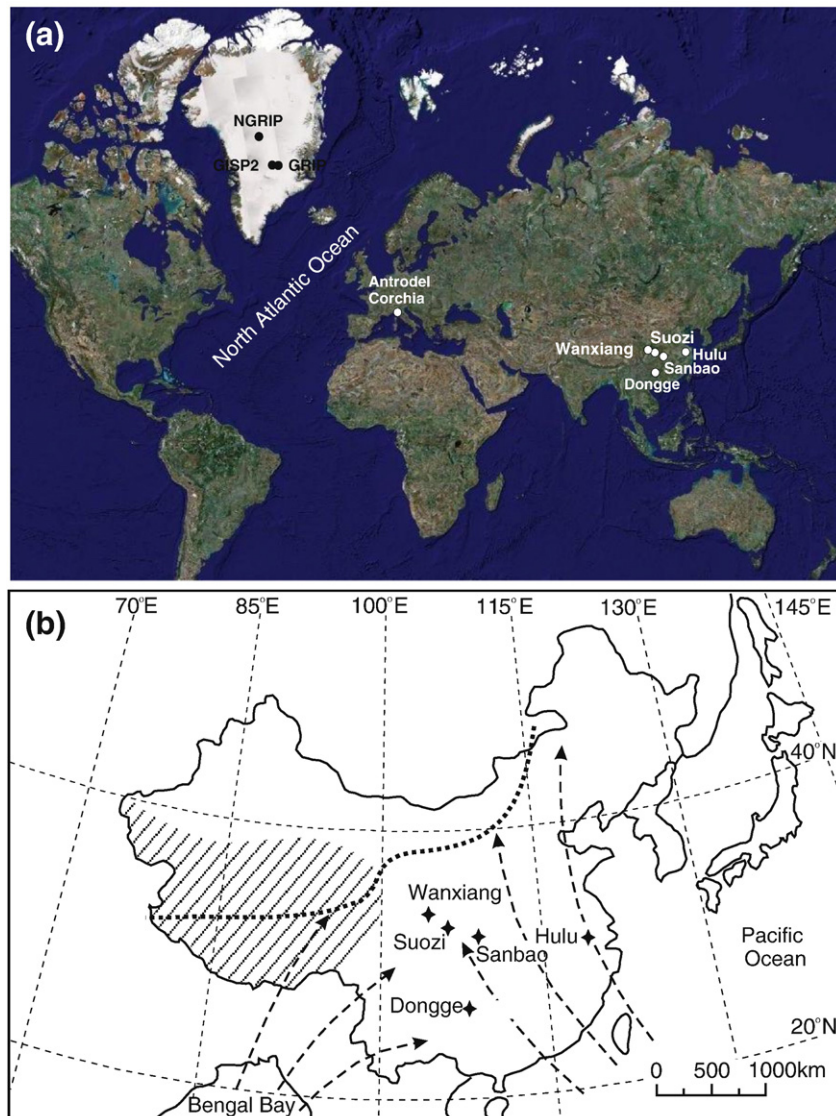 (a)
NGRIP
GISP2 GRIP
North Atlantic Ocean
Antrodel
Corchia
Suozi
Wanxiang
Hulu
Sanbao
Dongge
(b)
70°E
85°E
100°E
115°E
130°E
145°E
40°N
Wanxiang
Suozi
Sanbao
Hulu
Pacific
Ocean
Dongge
20°N
0 500 1000km
Bengal Bay